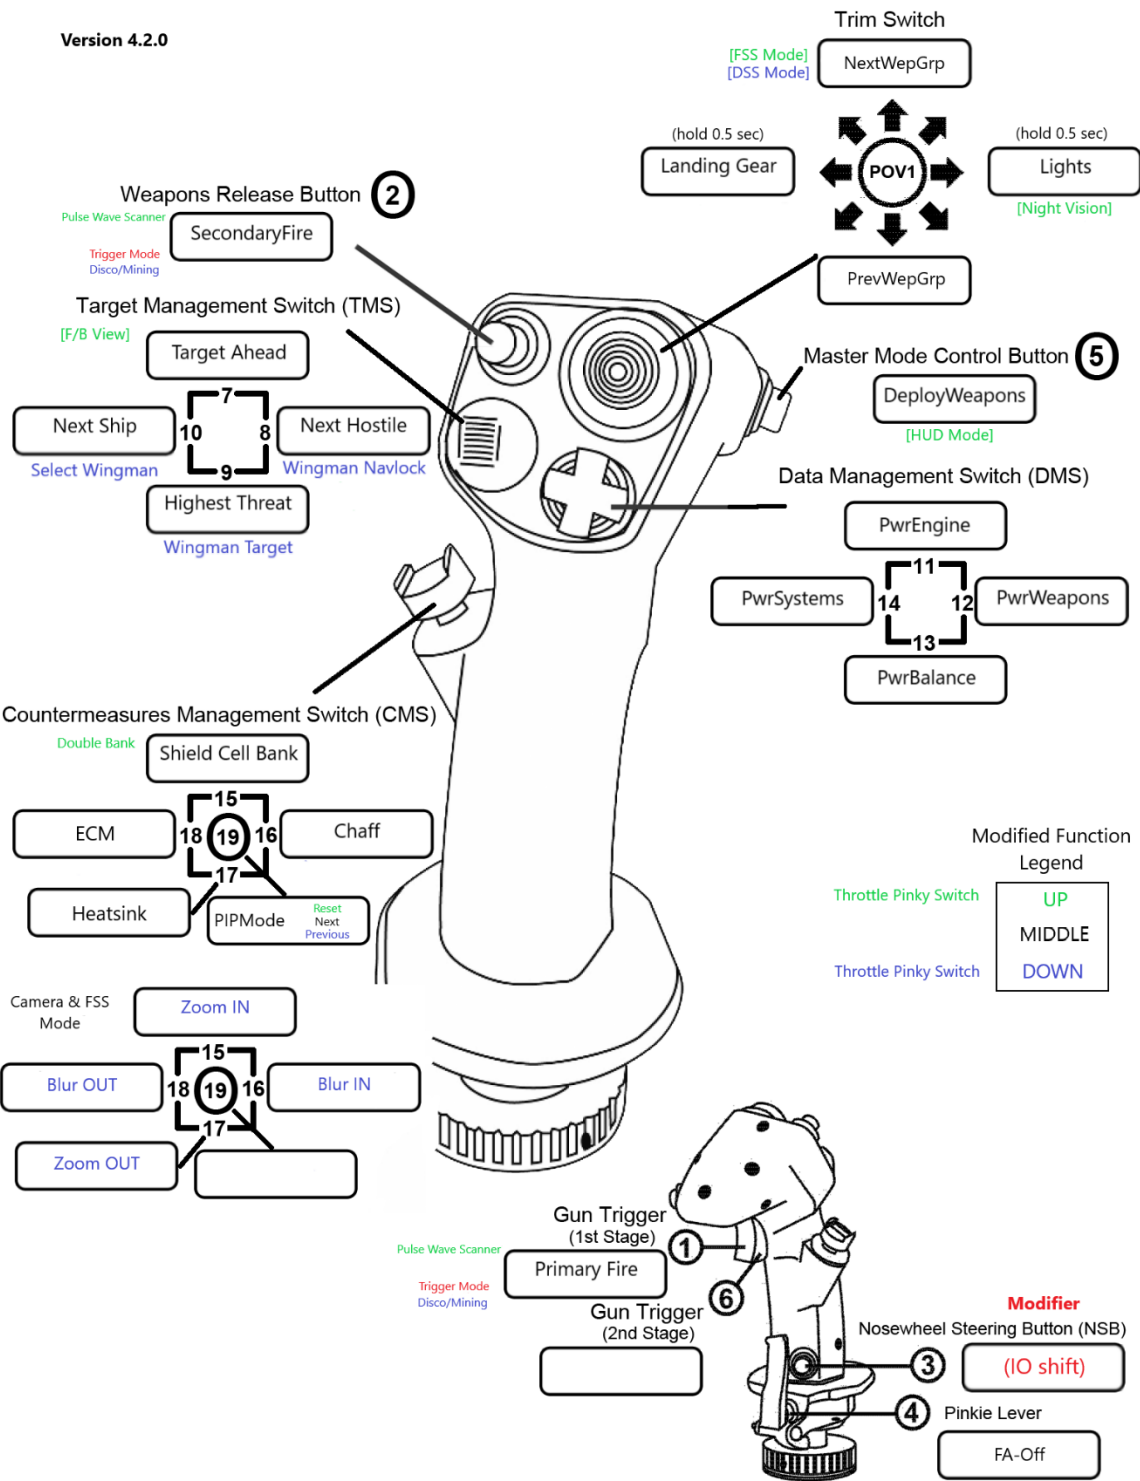 Version 4.2.0
Trim Switch
[FSS Mode]
[DSS Mode]
NextWepGrp
(hold 0.5 sec)
Landing Gear
POV1
(hold 0.5 sec)
Lights
[Night Vision]
PrevWepGrp
Weapons Release Button 2
Pulse Wave Scanner
SecondaryFire
Trigger Mode
Disco/Mining
Target Management Switch (TMS)
[F/B View]
Target Ahead
7
Next Ship
10
8
Next Hostile
Select Wingman
9
Wingman Navlock
Highest Threat
Wingman Target
Master Mode Control Button 5
DeployWeapons
[HUD Mode]
Data Management Switch (DMS)
PwrEngine
11
PwrSystems
14
12
PwrWeapons
13
PwrBalance
Countermeasures Management Switch (CMS)
Double Bank
Shield Cell Bank
15
ECM
18
19
16
Chaff
17
Heatsink
PIPMode
Reset
Next
Previous
Modified Function
Legend
Throttle Pinky Switch
UP
MIDDLE
Throttle Pinky Switch
DOWN
Camera & FSS
Mode
Zoom IN
15
Blur OUT
18
19
16
Blur IN
17
Zoom OUT
Gun Trigger
(1st Stage)
1
Pulse Wave Scanner
Primary Fire
Trigger Mode
Disco/Mining
6
Gun Trigger
(2nd Stage)
Modifier
Nosewheel Steering Button (NSB)
3
(IO shift)
4
Pinkie Lever
FA-Off